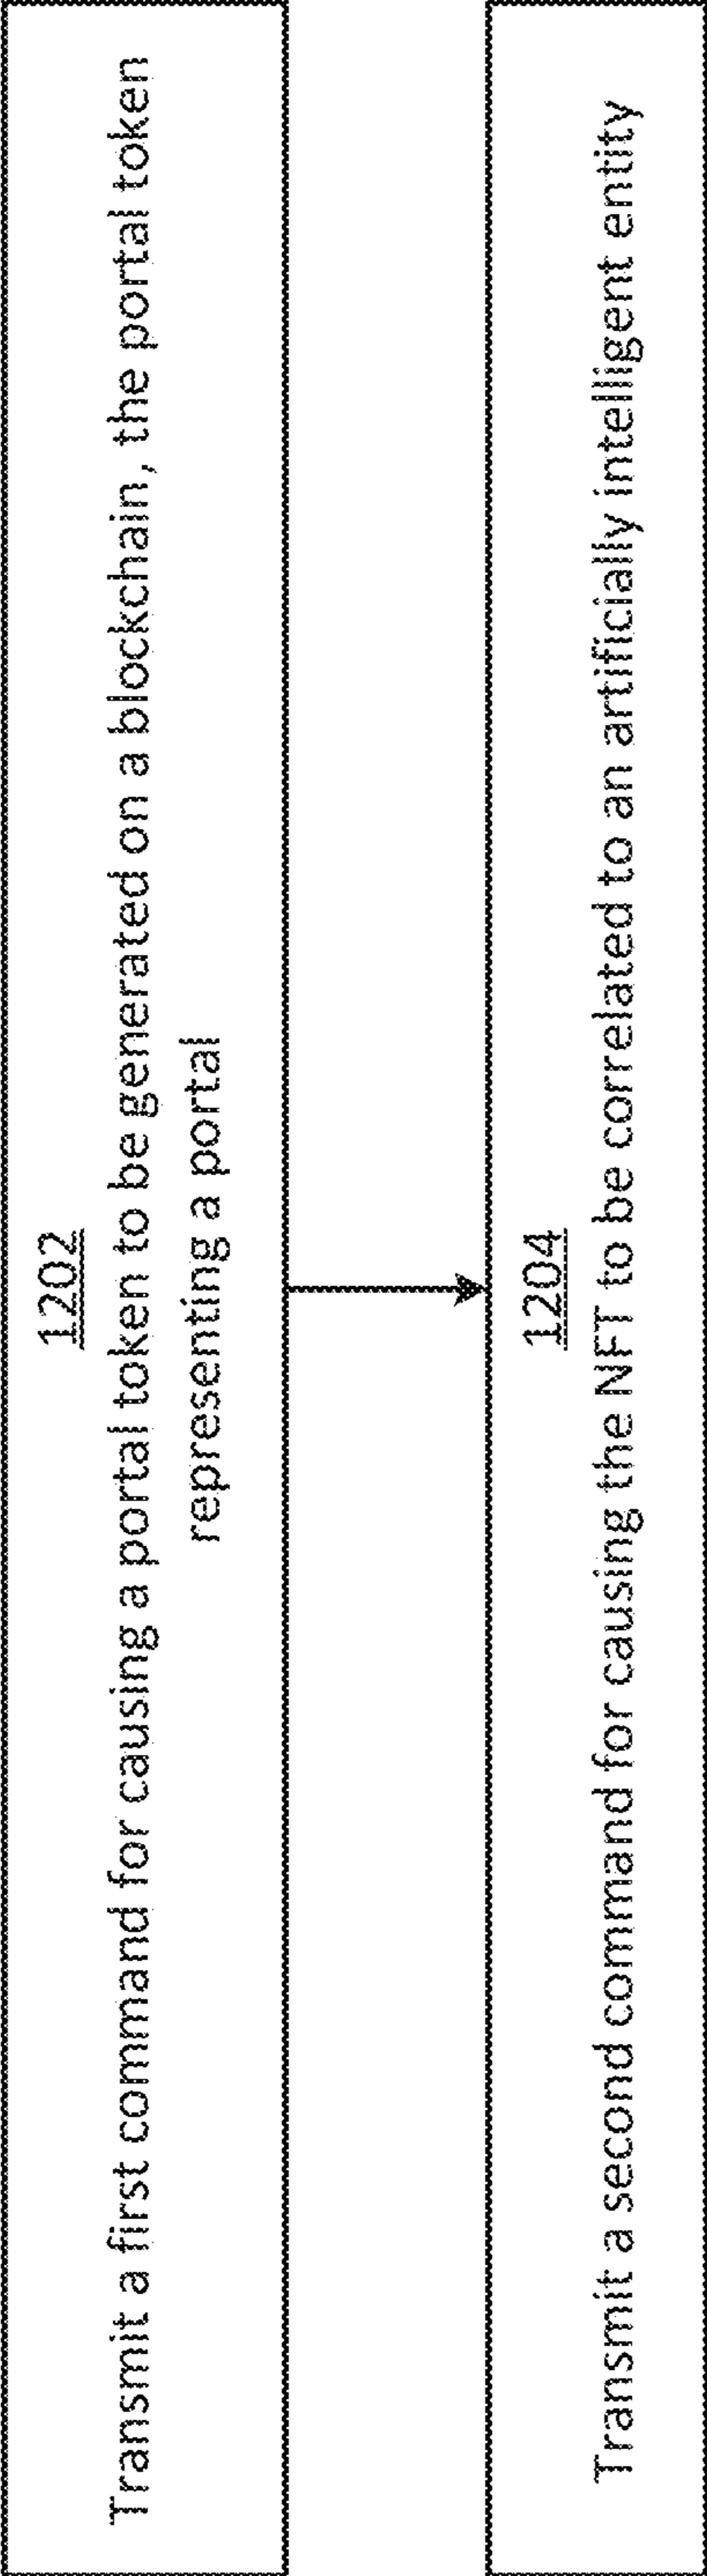 1202
Transmit a first command for causing a portal token to be generated on a blockchain, the portal token
representing a portal
1204
Transmit a second command for causing the NFT to be correlated to an artificially intelligent entity